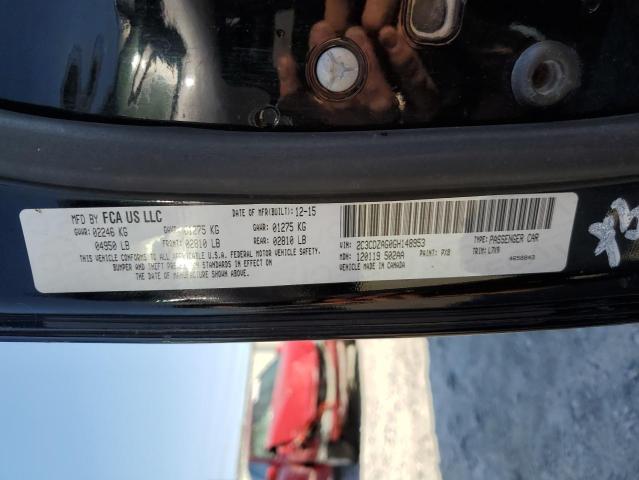 MFD BY FCA US LLC
DATE OF MFR(BUILT): 12-15
GVWR: 02246 KG
04950 LB
GAWR 01275 KG
FRONT: 02810 LB
GAWR 01275 KG
REAR: 02810 LB
THIS VEHICLE CONFORMS TO ALL APPLICABLE U.S.A. FEDERAL MOTOR VEHICLE SAFETY,
BUMPER AND THEFT PREVENTION STANDARDS IN EFFECT ON
THE DATE OF MANUFACTURE SHOWN ABOVE.
VIN: 2C3CDZAG0GH148953
TYPE: PASSENGER CAR
MDH: 120119 502AA
PAINT: PX8
TRIM: L7X9
VEHICLE MADE IN CANADA